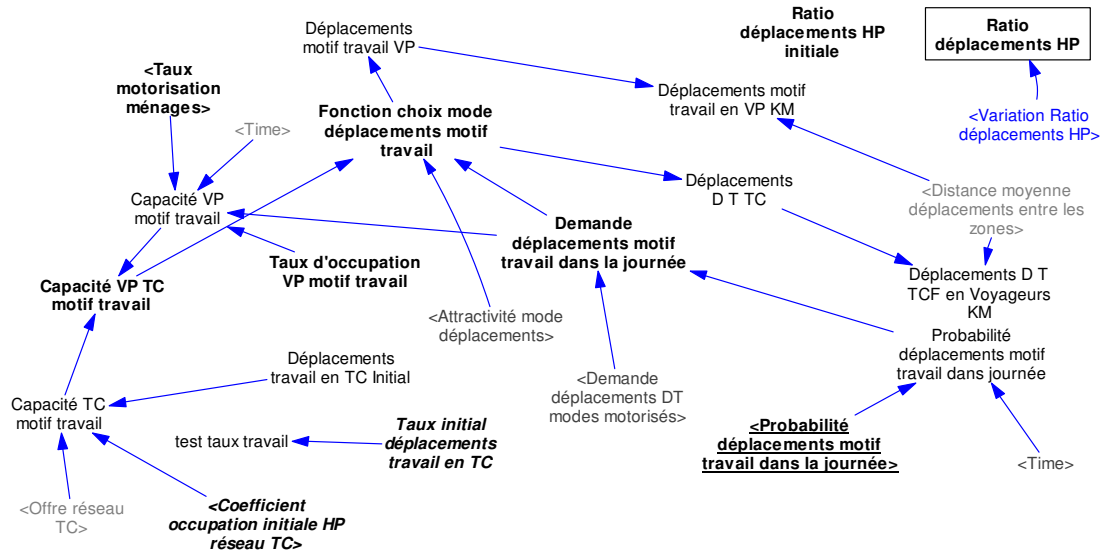 Déplacements
motif travail VP
Ratio
déplacements HP
initiale
Ratio
déplacements HP
<Taux
motorisation
ménages>
<Time>
Fonction choix mode
déplacements motif
travail
Déplacements motif
travail en VP KM
<Variation Ratio
déplacements HP>
Capacité VP
motif travail
Déplacements
D T TC
<Distance moyenne
déplacements entre les
zones>
Demande
déplacements motif
travail dans la journée
Taux d'occupation
VP motif travail
Capacité VP TC
motif travail
Déplacements D T
TCF en Voyageurs
KM
<Attractivité mode
déplacements>
Probabilité
déplacements motif
travail dans journée
Déplacements
travail en TC Initial
<Demande
déplacements DT
modes motorisés>
Capacité TC
motif travail
test taux travail
Taux initial
déplacements
travail en TC
<Probabilité
déplacements motif
travail dans la journée>
<Time>
<Offre réseau
TC>
<Coefficient
occupation initiale HP
réseau TC>